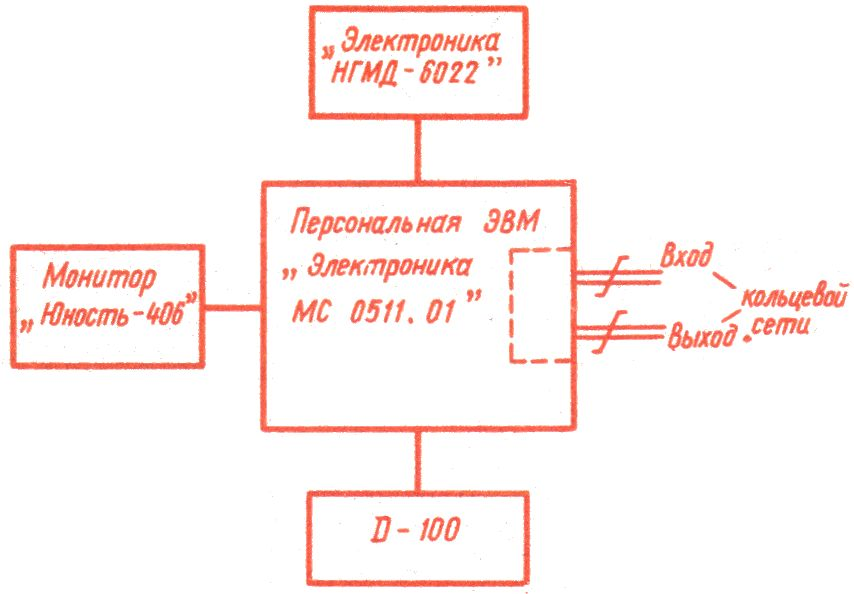 „Электроника
НГМД-6022”
Персональная ЭВМ
„Электроника
МС 0511.01”
Монитор
„Юность-406”
Вход
Выход
кольцевой
сети
D-100